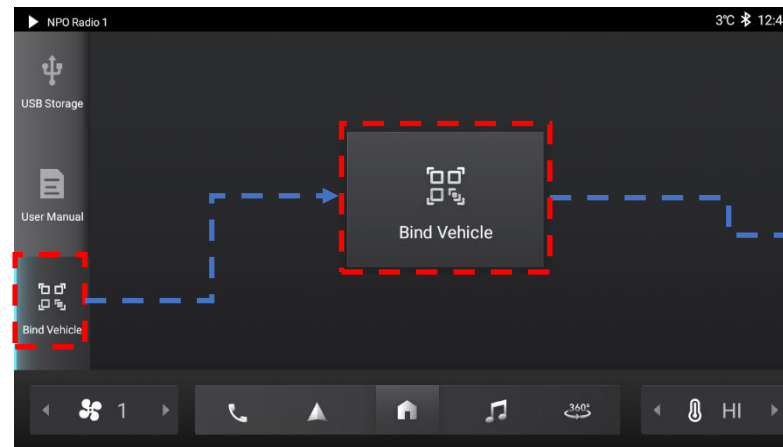 NPO Radio 1
3°C 12:4
USB Storage
User Manual
Bind Vehicle
Bind Vehicle
1
360°
HI